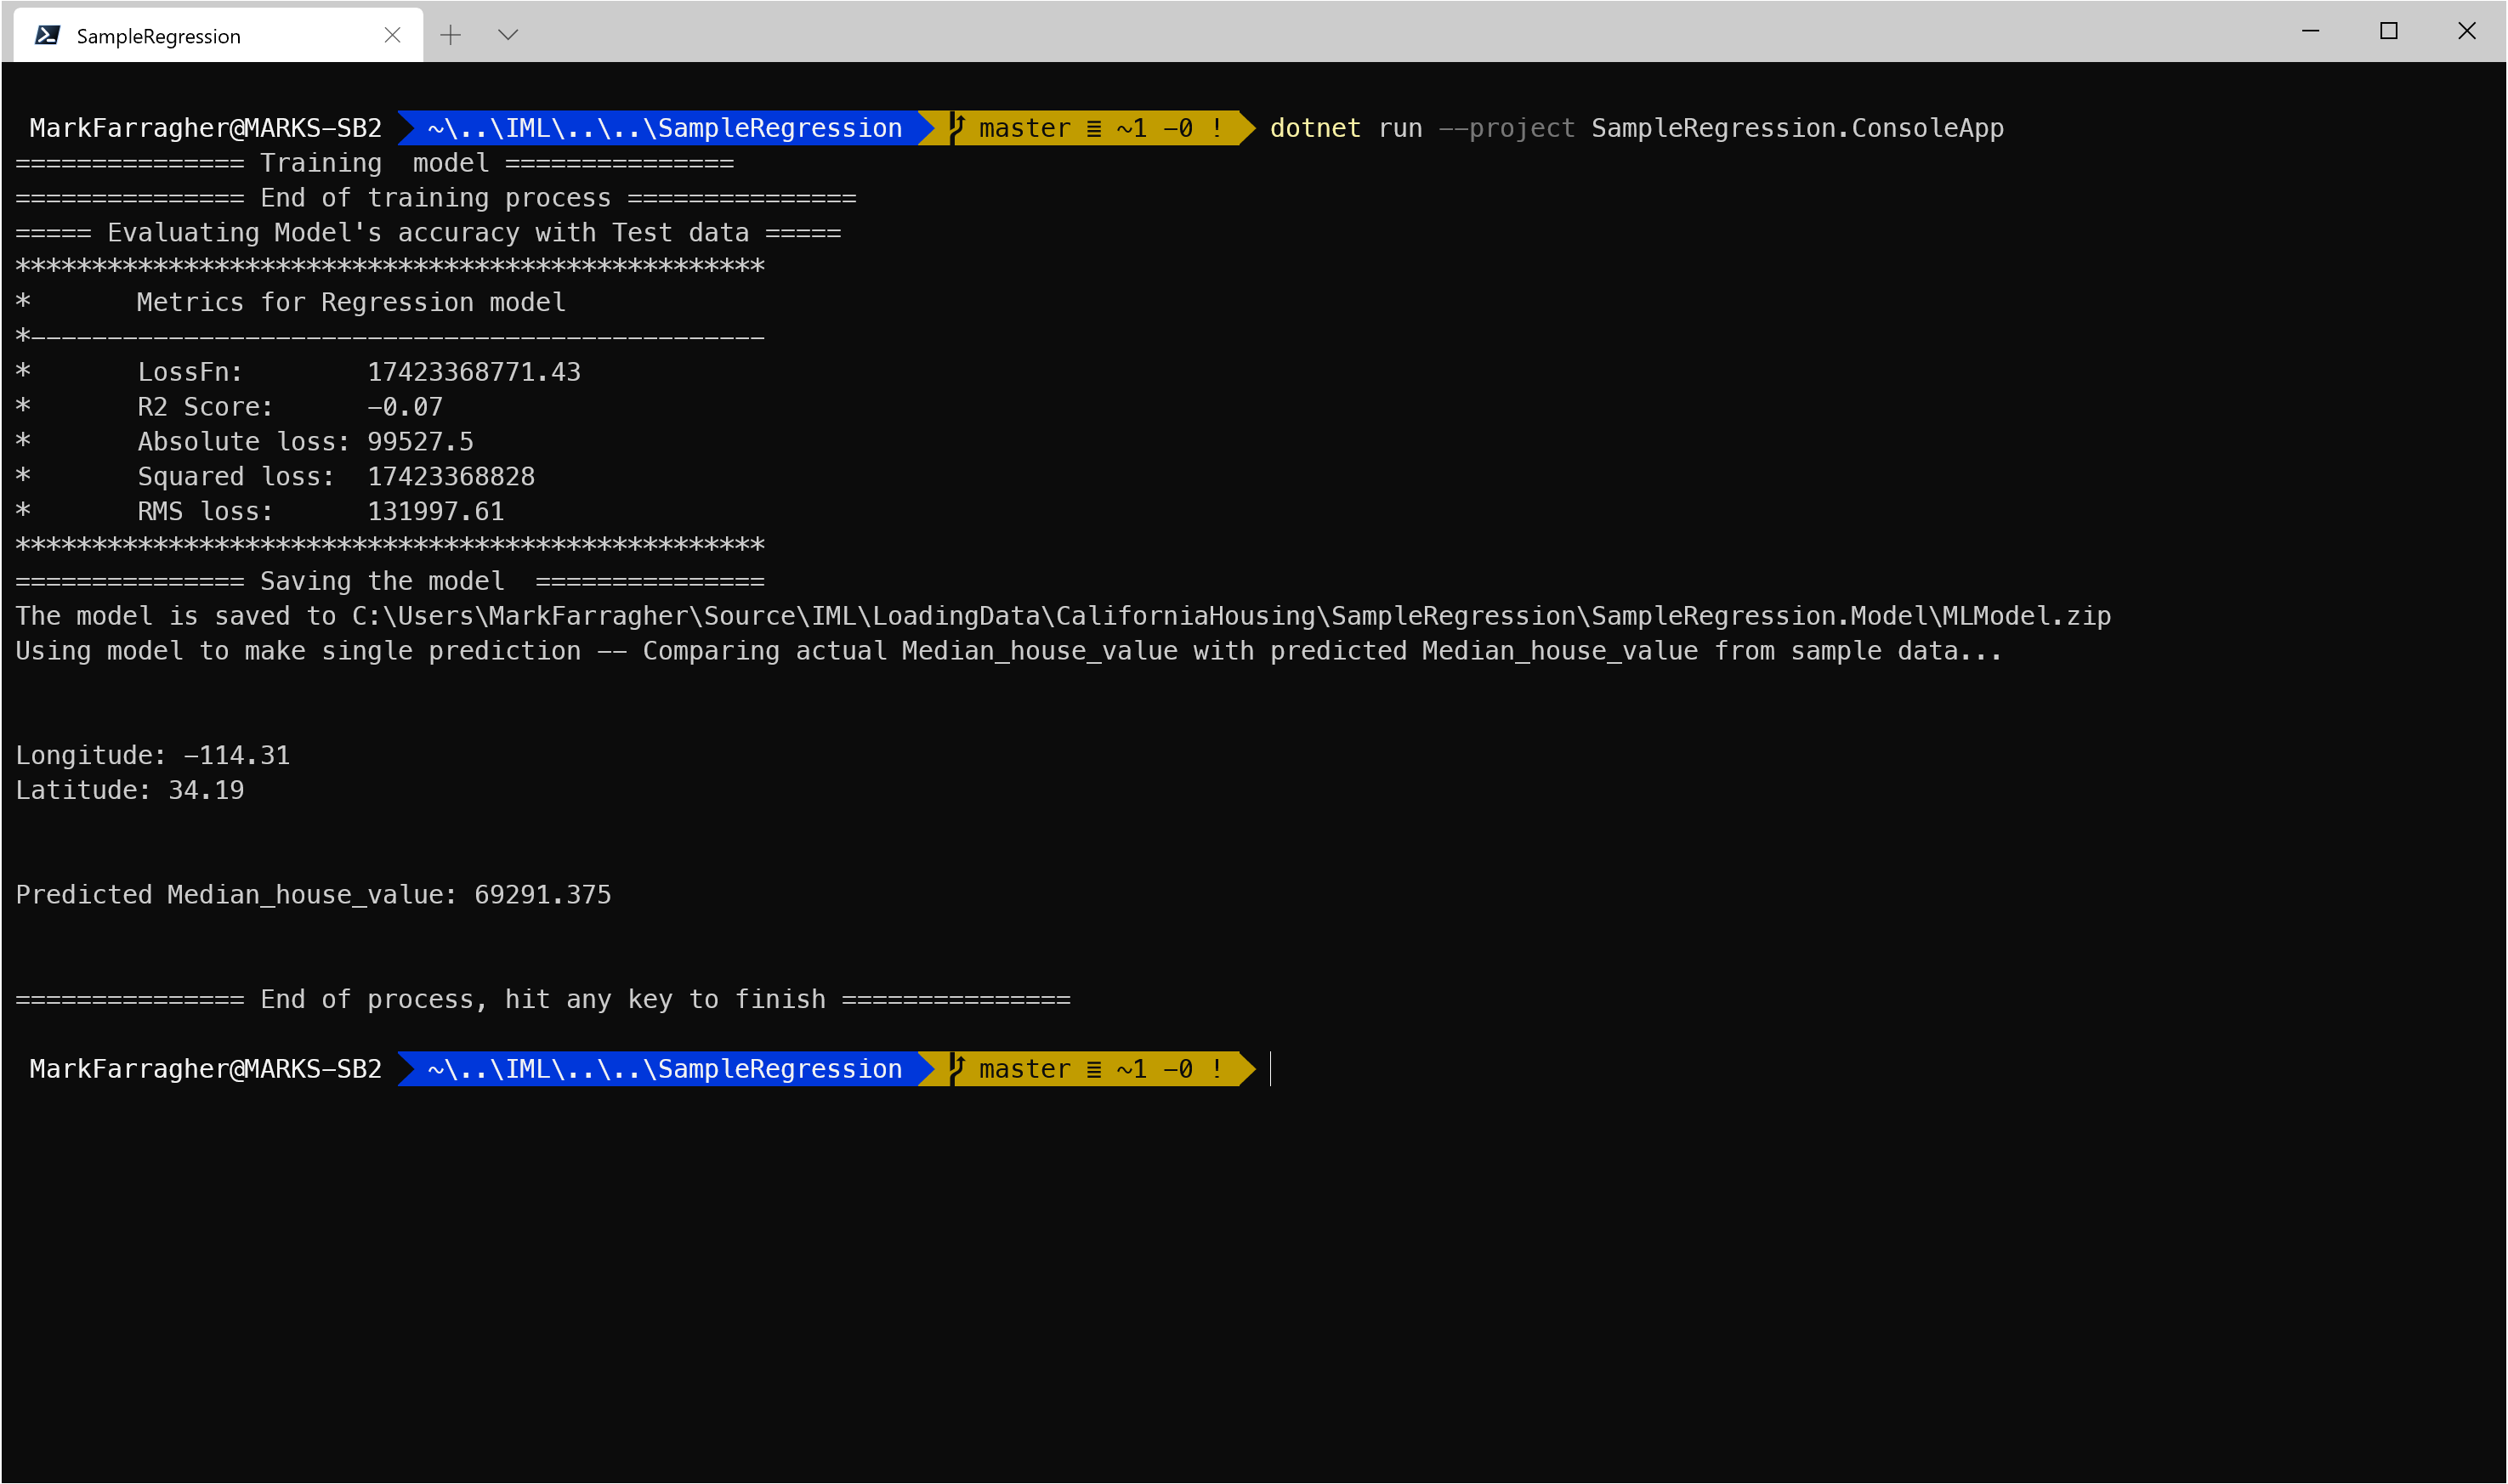 SampleRegression
MarkFarragher@MARKS-SB2 ~\..\IML\..\..\SampleRegression master ≣ ~1 -0 ! dotnet run --project SampleRegression.ConsoleApp
=============== Training  model ===============
=============== End of training process ===============
===== Evaluating Model's accuracy with Test data =====
*************************************************
*       Metrics for Regression model
*------------------------------------------------
*       LossFn:        17423368771.43
*       R2 Score:      -0.07
*       Absolute loss: 99527.5
*       Squared loss:  17423368828
*       RMS loss:      131997.61
*************************************************
=============== Saving the model  ===============
The model is saved to C:\Users\MarkFarragher\Source\IML\LoadingData\CaliforniaHousing\SampleRegression\SampleRegression.Model\MLModel.zip
Using model to make single prediction -- Comparing actual Median_house_value with predicted Median_house_value from sample data...
Longitude: -114.31
Latitude: 34.19
Predicted Median_house_value: 69291.375
=============== End of process, hit any key to finish ===============
MarkFarragher@MARKS-SB2 ~\..\IML\..\..\SampleRegression master ≣ ~1 -0 !